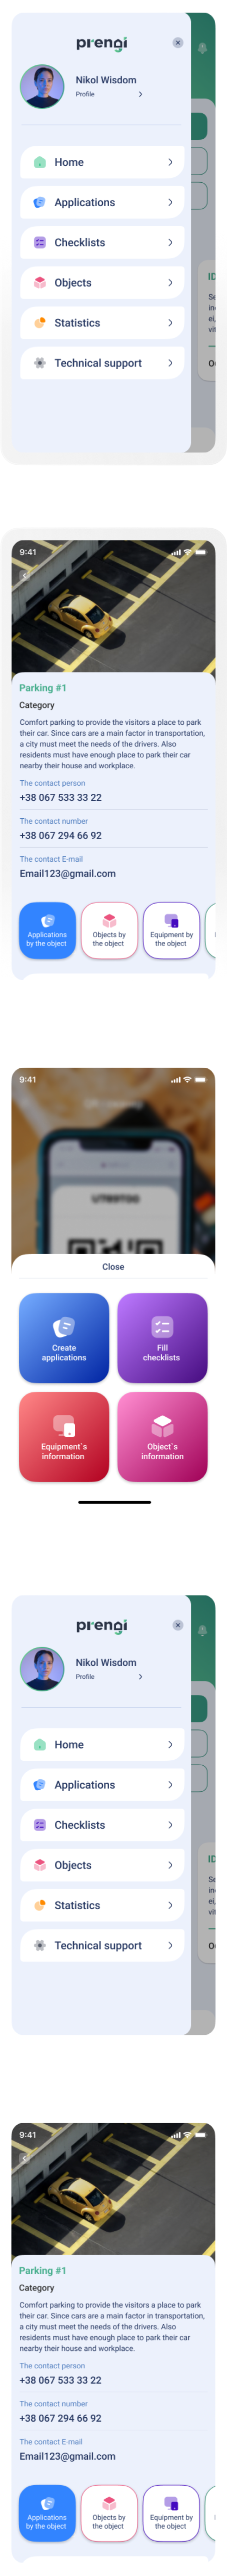 prengi
Nikol Wisdom
Profile
Home
Applications
Checklists
Objects
Statistics
Technical support
ID
Se
in
ei,
vit
9:41
Parking #1
Category
Comfort parking to provide the visitors a place to park
their car. Since cars are a main factor in transportation,
a city must meet the needs of the drivers. Also
residents must have enough place to park their car
nearby their house and workplace.
The contact person
+38 067 533 33 22
The contact number
+38 067 294 66 92
The contact E-mail
Email123@gmail.com
Applications
by the object
Objects by
the object
Equipment by
the object
9:41
Close
Create
applications
Fill
checklists
Equipment`s
information
Object`s
information
prengi
Nikol Wisdom
Profile
Home
Applications
Checklists
Objects
Statistics
Technical support
ID
Se
in
ei,
vit
9:41
Parking #1
Category
Comfort parking to provide the visitors a place to park
their car. Since cars are a main factor in transportation,
a city must meet the needs of the drivers. Also
residents must have enough place to park their car
nearby their house and workplace.
The contact person
+38 067 533 33 22
The contact number
+38 067 294 66 92
The contact E-mail
Email123@gmail.com
Applications
by the object
Objects by
the object
Equipment by
the object